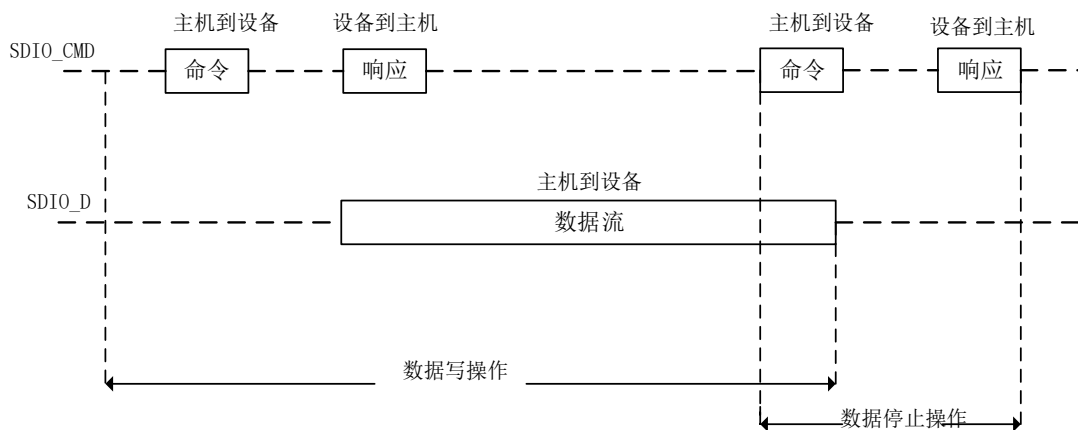 主机到设备 设备到主机 主机到设备 设备到主机
SDIO_CMD 命令 响应 命令 响应
主机到设备
SDIO_D 数据流
数据写操作
数据停止操作